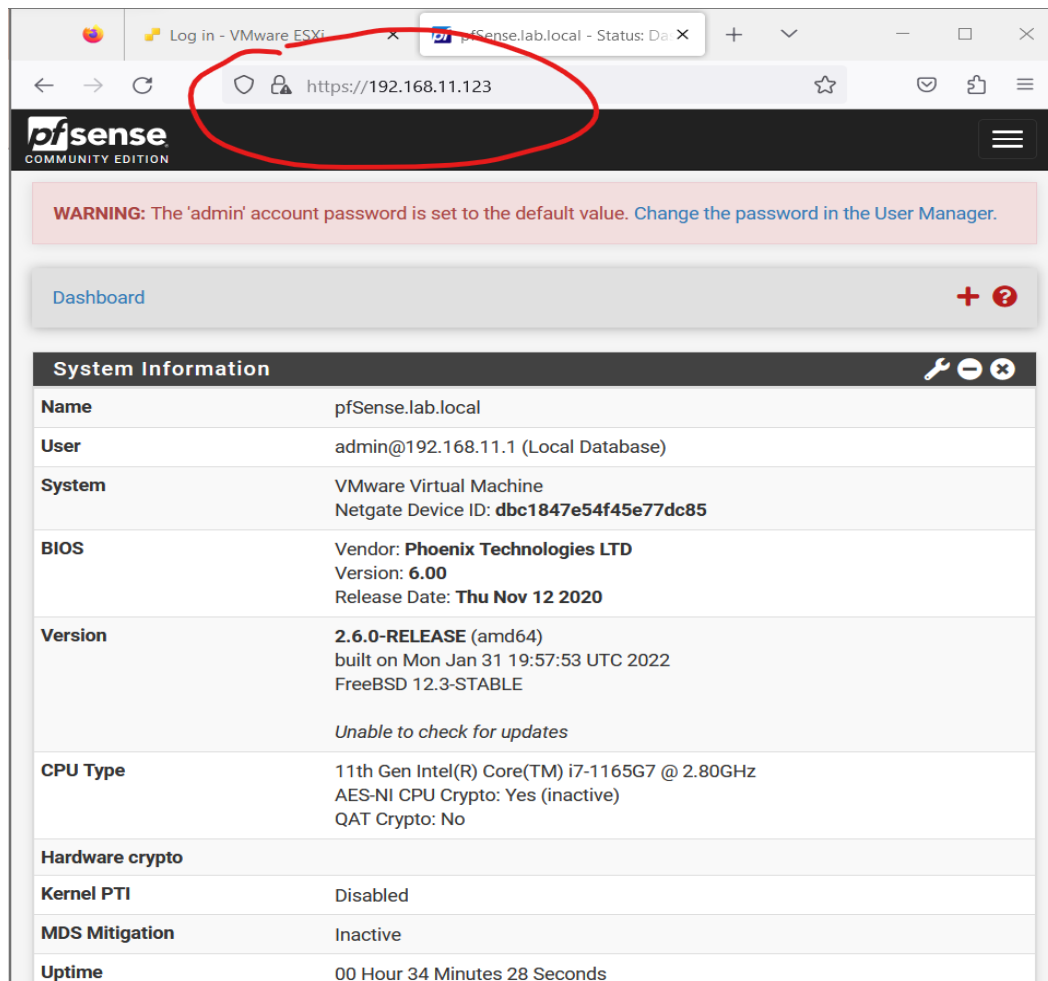 Log in - VMware ESXi
pfSense.lab.local - Status: Da
https://192.168.11.123
pfsense
COMMUNITY EDITION
WARNING: The 'admin' account password is set to the default value. Change the password in the User Manager.
Dashboard
System Information
Name pfSense.lab.local
User admin@192.168.11.1 (Local Database)
System VMware Virtual Machine
Netgate Device ID: dbc1847e54f45e77dc85
BIOS Vendor: Phoenix Technologies LTD
Version: 6.00
Release Date: Thu Nov 12 2020
Version 2.6.0-RELEASE (amd64)
built on Mon Jan 31 19:57:53 UTC 2022
FreeBSD 12.3-STABLE
Unable to check for updates
CPU Type 11th Gen Intel(R) Core(TM) i7-1165G7 @ 2.80GHz
AES-NI CPU Crypto: Yes (inactive)
QAT Crypto: No
Hardware crypto
Kernel PTI Disabled
MDS Mitigation Inactive
Uptime 00 Hour 34 Minutes 28 Seconds